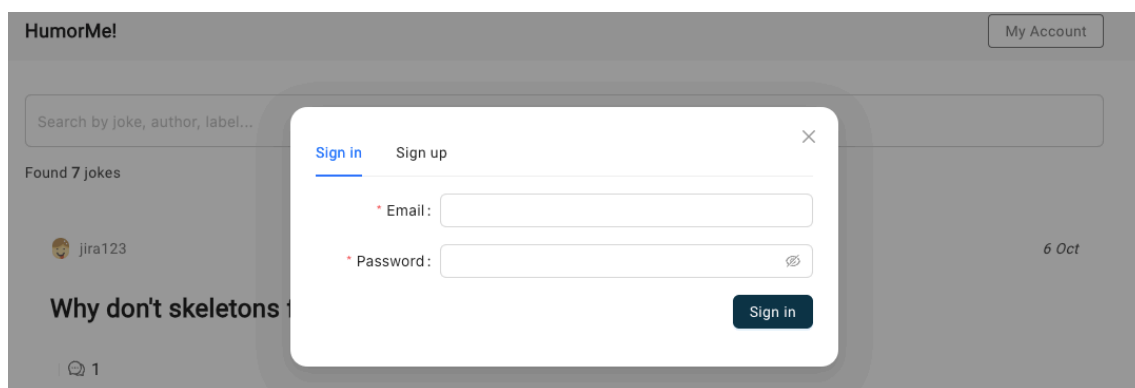 HumorMe!
My Account
Search by joke, author, label...
Found 7 jokes
Sign in
Sign up
* Email:
* Password:
Sign in
jira123
6 Oct
Why don't skeletons
1